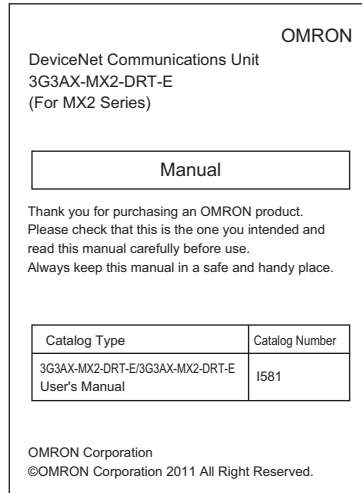 OMRON
DeviceNet Communications Unit
3G3AX-MX2-DRT-E
(For MX2 Series)
Manual
Thank you for purchasing an OMRON product.
Please check that this is the one you intended and
read this manual carefully before use.
Always keep this manual in a safe and handy place.
Catalog Type Catalog Number
3G3AX-MX2-DRT-E/3G3AX-MX2-DRT-E
User's Manual I581
OMRON Corporation
©OMRON Corporation 2011 All Right Reserved.